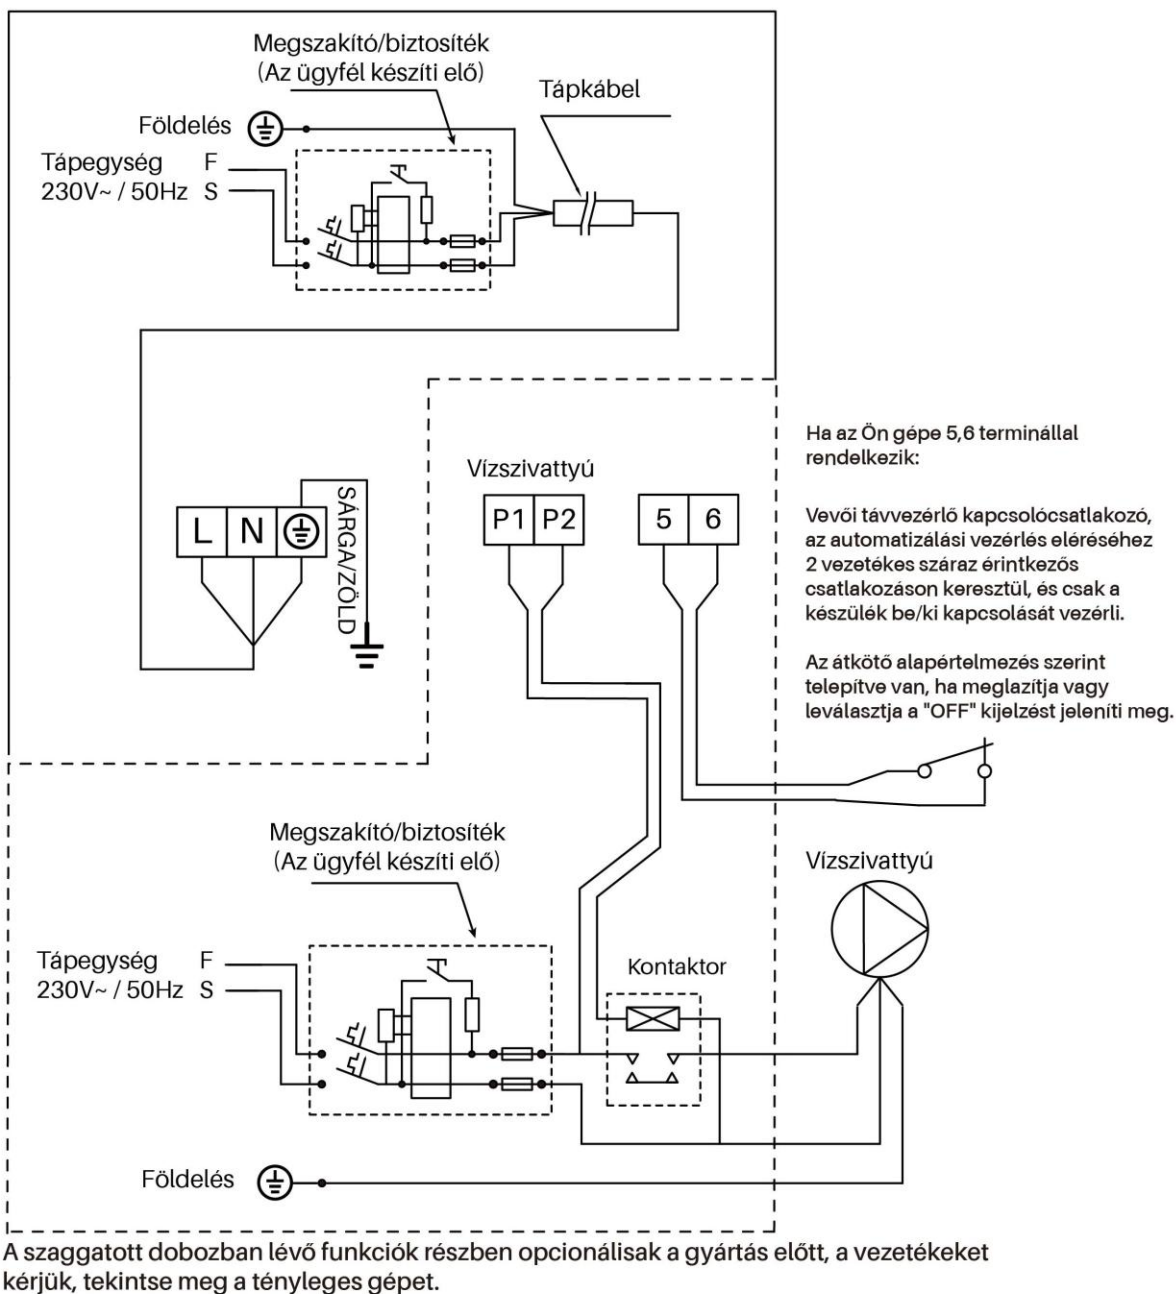 Megszakító/biztosíték
(Az ügyfél készíti elő)
Tápkábel
Földelés
Tápegység F
230V~ / 50Hz S
Vízszivattyú
L N
SÁRGA/ZÖLD
P1 P2
5 6
Ha az Ön gépe 5,6 terminállal
rendelkezik:
Vevői távvezérlő kapcsolócsatlakozó,
az automatizálási vezérlés eléréséhez
2 vezetékes száraz érintkezős
csatlakozáson keresztül, és csak a
készülék be/ki kapcsolását vezérli.
Az átkötő alapértelmezés szerint
telepítve van, ha meglazítja vagy
leválasztja a "OFF" kijelzést jeleníti meg.
Megszakító/biztosíték
(Az ügyfél készíti elő)
Vízszivattyú
Tápegység F
230V~ / 50Hz S
Kontaktor
Földelés
A szaggatott dobozban lévő funkciók részben opcionálisak a gyártás előtt, a vezetékeket
kérjük, tekintse meg a tényleges gépet.